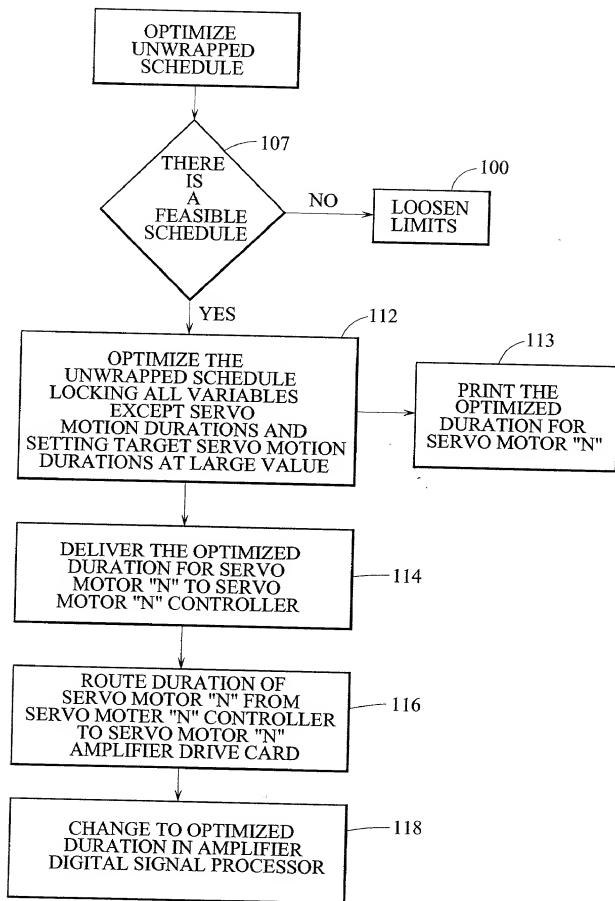 OPTIMIZE
UNWRAPPED
SCHEDULE
107
THERE
IS
A
FEASIBLE
SCHEDULE
NO
100
LOOSEN
LIMITS
YES
112
OPTIMIZE THE
UNWRAPPED SCHEDULE
LOCKING ALL VARIABLES
EXCEPT SERVO
MOTION DURATIONS AND
SETTING TARGET SERVO MOTION
DURATIONS AT LARGE VALUE
113
PRINT THE
OPTIMIZED
DURATION FOR
SERVO MOTOR "N"
DELIVER THE OPTIMIZED
DURATION FOR SERVO
MOTOR "N" TO SERVO
MOTOR "N" CONTROLLER
114
ROUTE DURATION OF
SERVO MOTOR "N" FROM
SERVO MOTER "N" CONTROLLER
TO SERVO MOTOR "N"
AMPLIFIER DRIVE CARD
116
CHANGE TO OPTIMIZED
DURATION IN AMPLIFIER
DIGITAL SIGNAL PROCESSOR
118